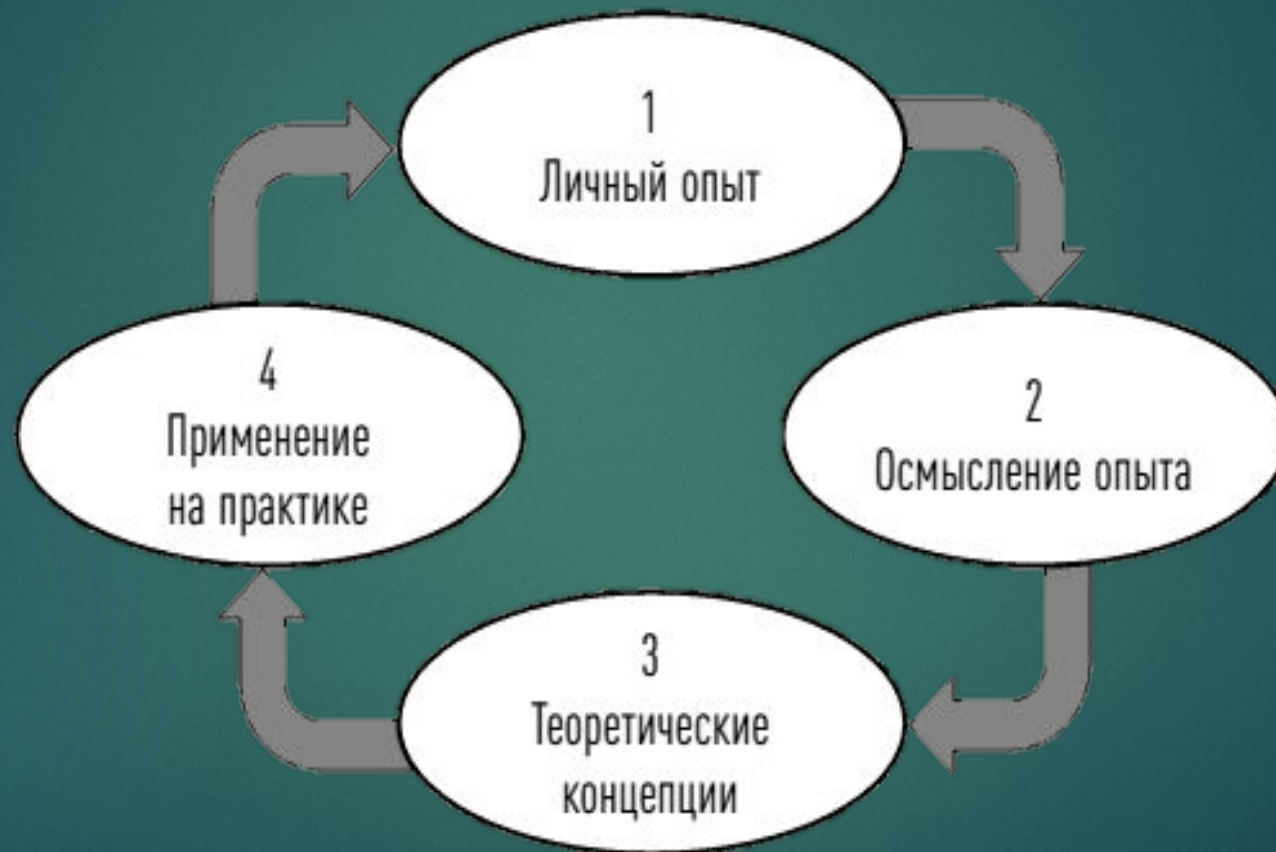 1
Личный опыт
2
Осмысление опыта
3
Теоретические
концепции
4
Применение
на практике